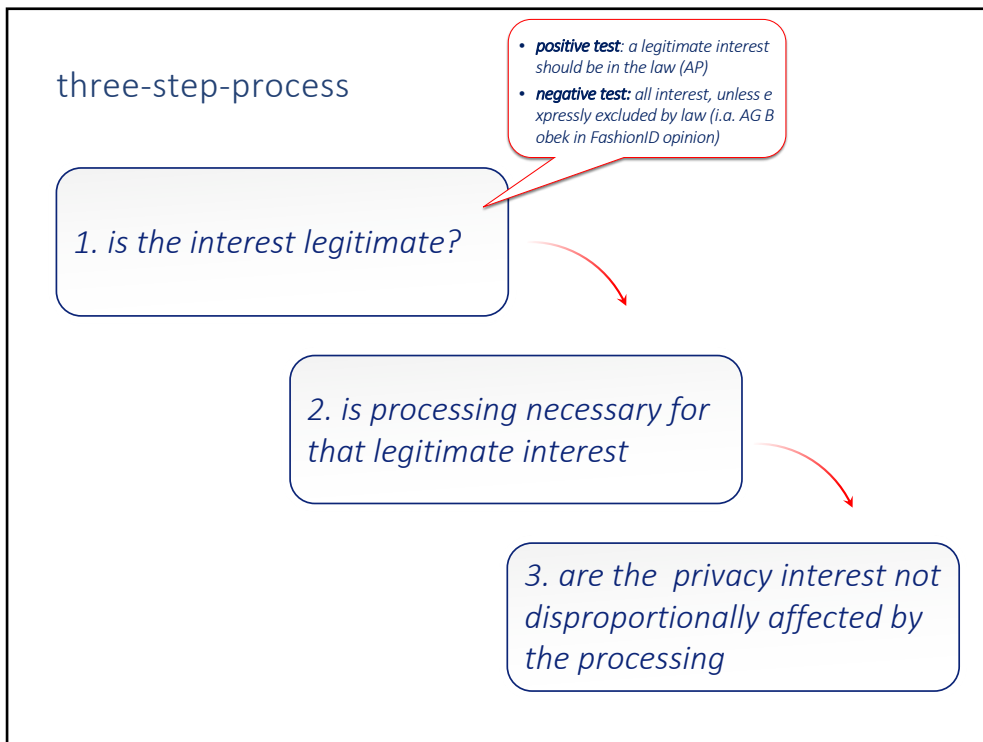 three-step-process
• positive test: a legitimate interest
should be in the law (AP)
• negative test: all interest, unless e
xpressly excluded by law (i.a. AG B
obek in FashionID opinion)
1. is the interest legitimate?
2. is processing necessary for
that legitimate interest
3. are the privacy interest not
disproportionally affected by
the processing